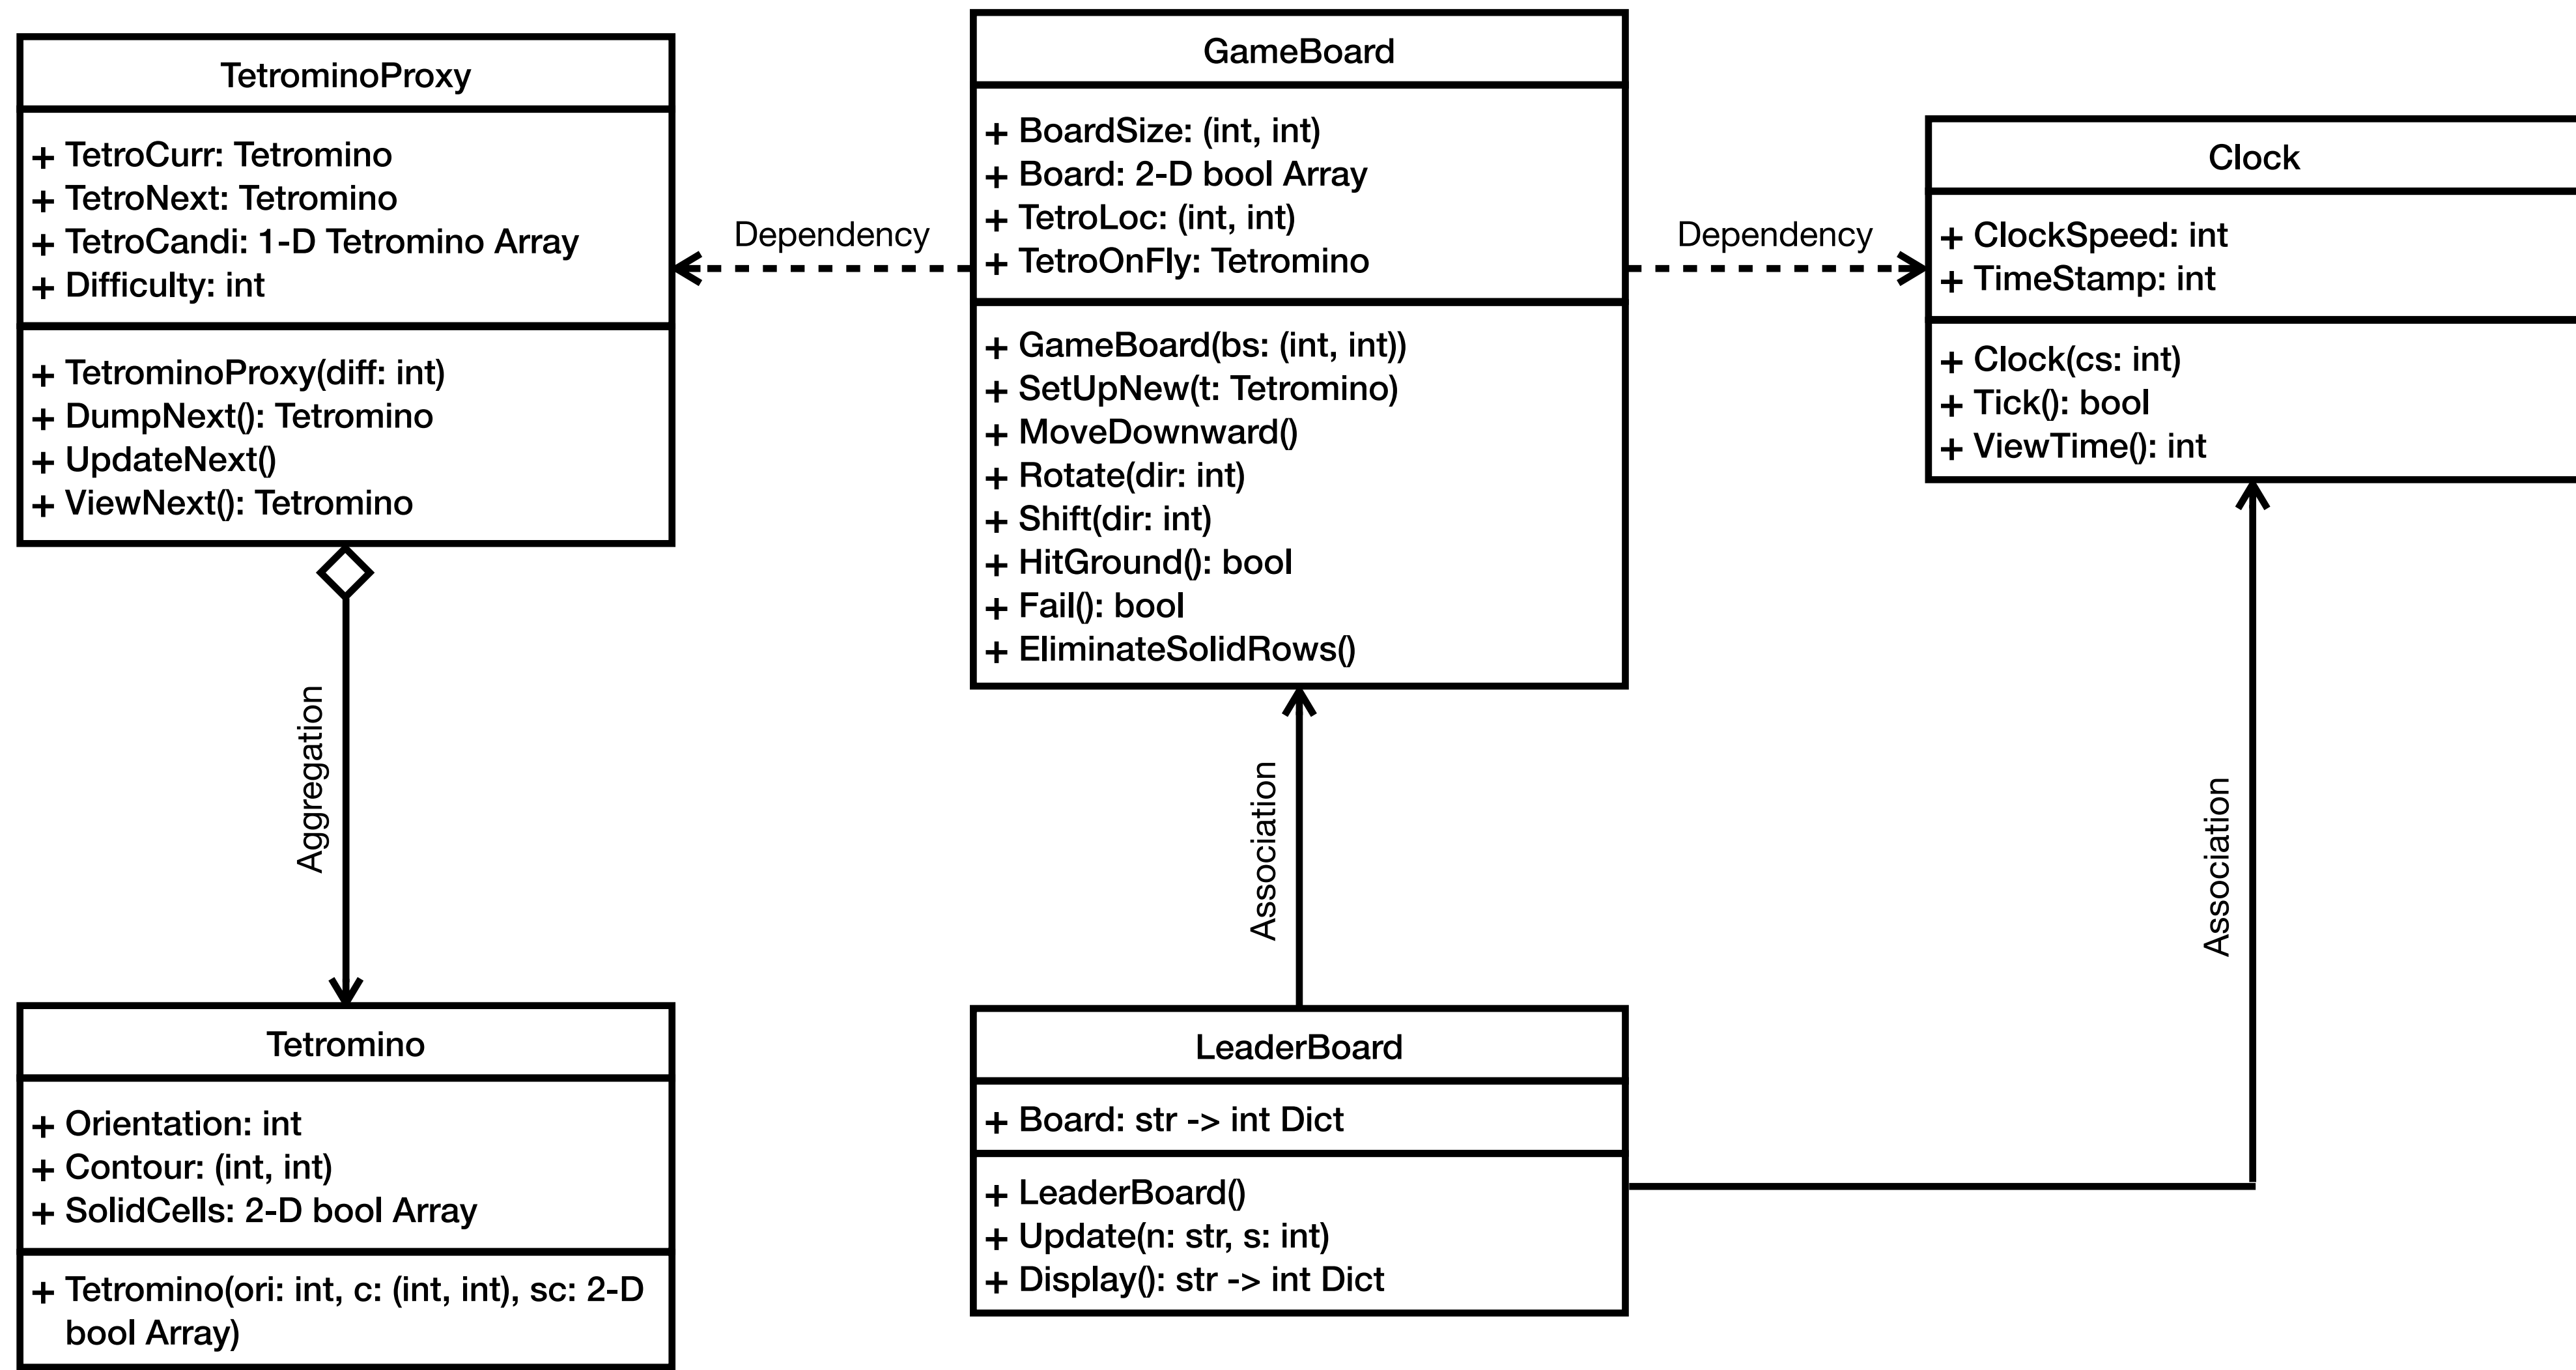 TetrominoProxy
+ TetroCurr: Tetromino
+ TetroNext: Tetromino
+ TetroCandi: 1-D Tetromino Array
+ Difficulty: int
+ TetrominoProxy(diff: int)
+ DumpNext(): Tetromino
+ UpdateNext()
+ ViewNext(): Tetromino
Dependency
GameBoard
+ BoardSize: (int, int)
+ Board: 2-D bool Array
+ TetroLoc: (int, int)
+ TetroOnFly: Tetromino
+ GameBoard(bs: (int, int))
+ SetUpNew(t: Tetromino)
+ MoveDownward()
+ Rotate(dir: int)
+ Shift(dir: int)
+ HitGround(): bool
+ Fail(): bool
+ EliminateSolidRows()
Dependency
Clock
+ ClockSpeed: int
+ TimeStamp: int
+ Clock(cs: int)
+ Tick(): bool
+ ViewTime(): int
Aggregation
Association
Association
Tetromino
+ Orientation: int
+ Contour: (int, int)
+ SolidCells: 2-D bool Array
+ Tetromino(ori: int, c: (int, int), sc: 2-D
bool Array)
LeaderBoard
+ Board: str -> int Dict
+ LeaderBoard()
+ Update(n: str, s: int)
+ Display(): str -> int Dict